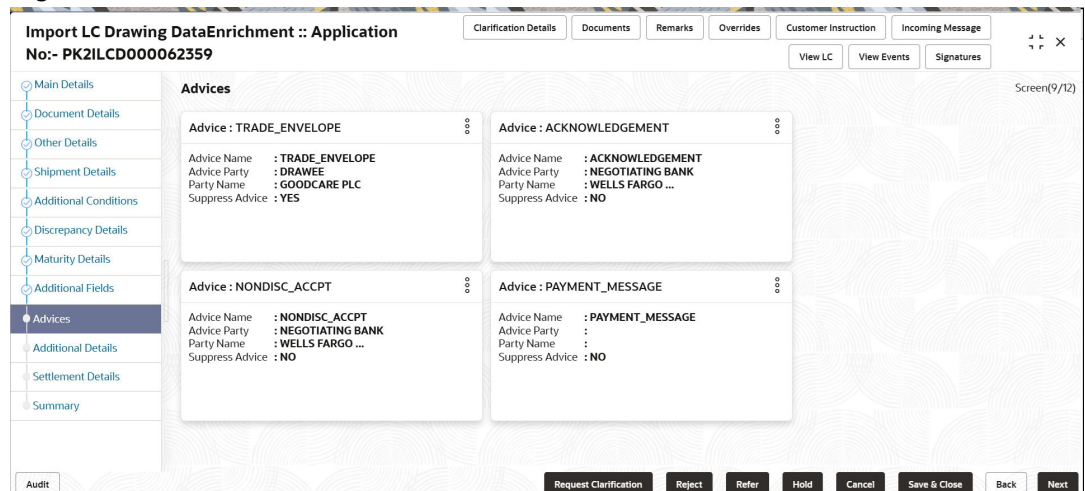 Import LC Drawing DataEnrichment :: Application
No:- PK2ILCD000062359
Clarification Details
Documents
Remarks
Overrides
Customer Instruction
Incoming Message
View LC
View Events
Signatures
Main Details
Document Details
Other Details
Shipment Details
Additional Conditions
Discrepancy Details
Maturity Details
Additional Fields
Advices
Additional Details
Settlement Details
Summary
Advices
Screen(9/12)
Advice : TRADE_ENVELOPE
Advice Name : TRADE_ENVELOPE
Advice Party : DRAWEE
Party Name : GOODCARE PLC
Suppress Advice : YES
Advice : ACKNOWLEDGEMENT
Advice Name : ACKNOWLEDGEMENT
Advice Party : NEGOTIATING BANK
Party Name : WELLS FARGO ...
Suppress Advice : NO
Advice : NONDISC_ACCPT
Advice Name : NONDISC_ACCPT
Advice Party : NEGOTIATING BANK
Party Name : WELLS FARGO ...
Suppress Advice : NO
Advice : PAYMENT_MESSAGE
Advice Name : PAYMENT_MESSAGE
Advice Party :
Party Name :
Suppress Advice : NO
Audit
Request Clarification
Reject
Refer
Hold
Cancel
Save & Close
Back
Next